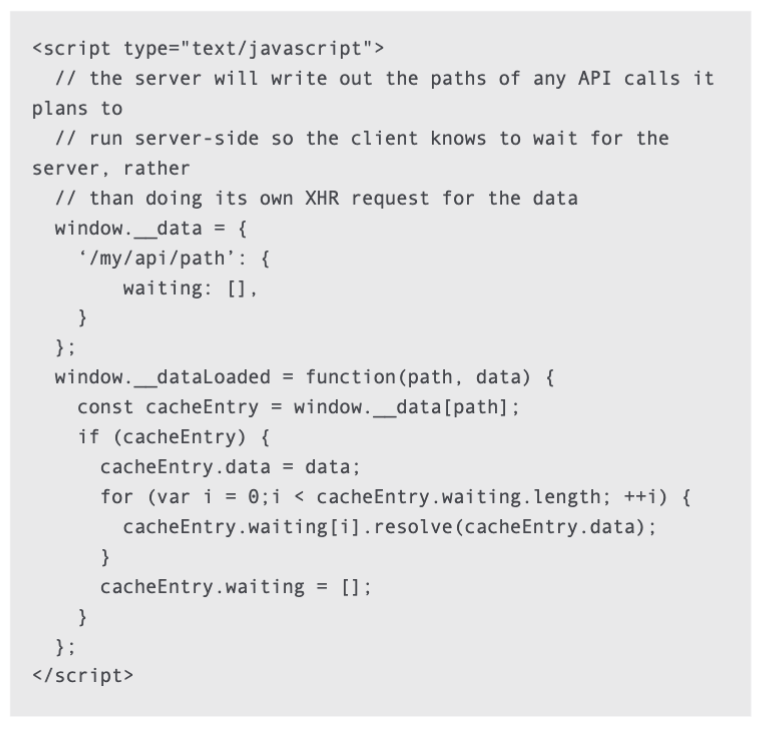 <script type="text/javascript">
  // the server will write out the paths of any API calls it
plans to
  // run server-side so the client knows to wait for the
server, rather
  // than doing its own XHR request for the data
  window.__data = {
    ‘/my/api/path’: {
        waiting: [],
    }
  };
  window.__dataLoaded = function(path, data) {
    const cacheEntry = window.__data[path];
    if (cacheEntry) {
      cacheEntry.data = data;
      for (var i = 0;i < cacheEntry.waiting.length; ++i) {
        cacheEntry.waiting[i].resolve(cacheEntry.data);
      }
      cacheEntry.waiting = [];
    }
  };
</script>